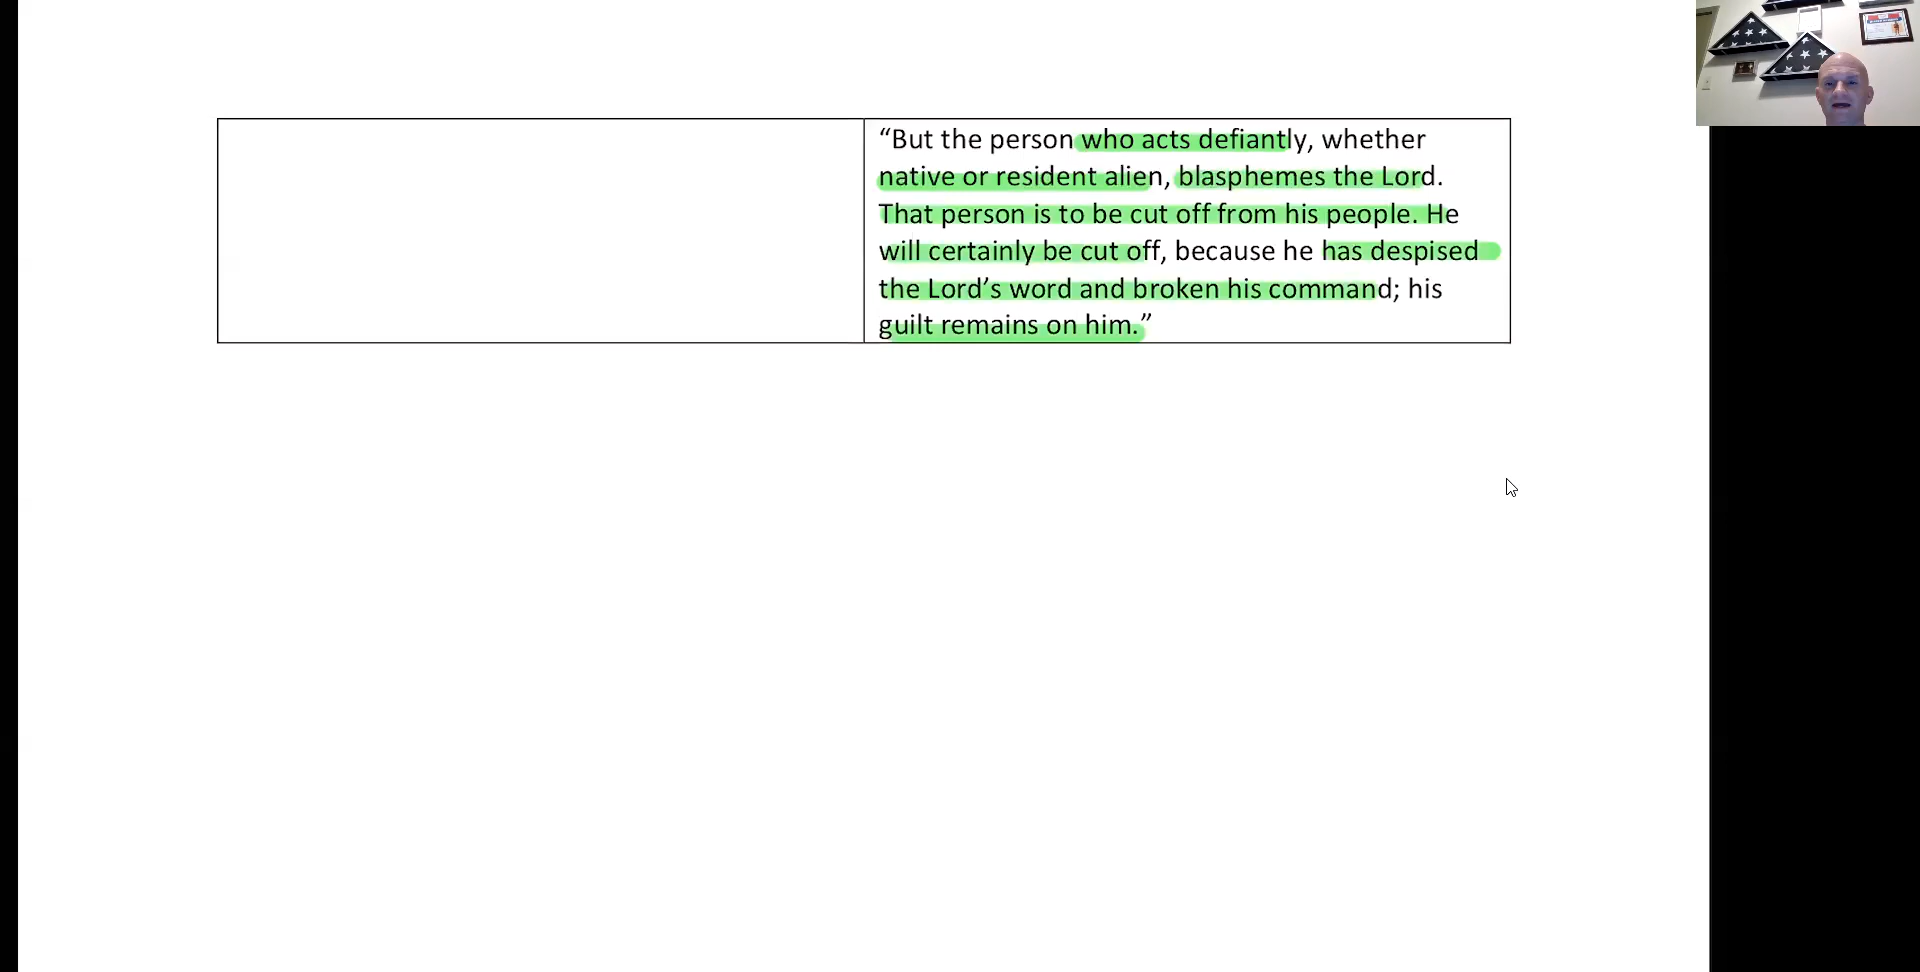 “But the person who acts defiantly, whether
native or resident alien, blasphemes the Lord.
That person is to be cut off from his people. He
will certainly be cut off, because he has despised
the Lord’s word and broken his command; his
guilt remains on him.”